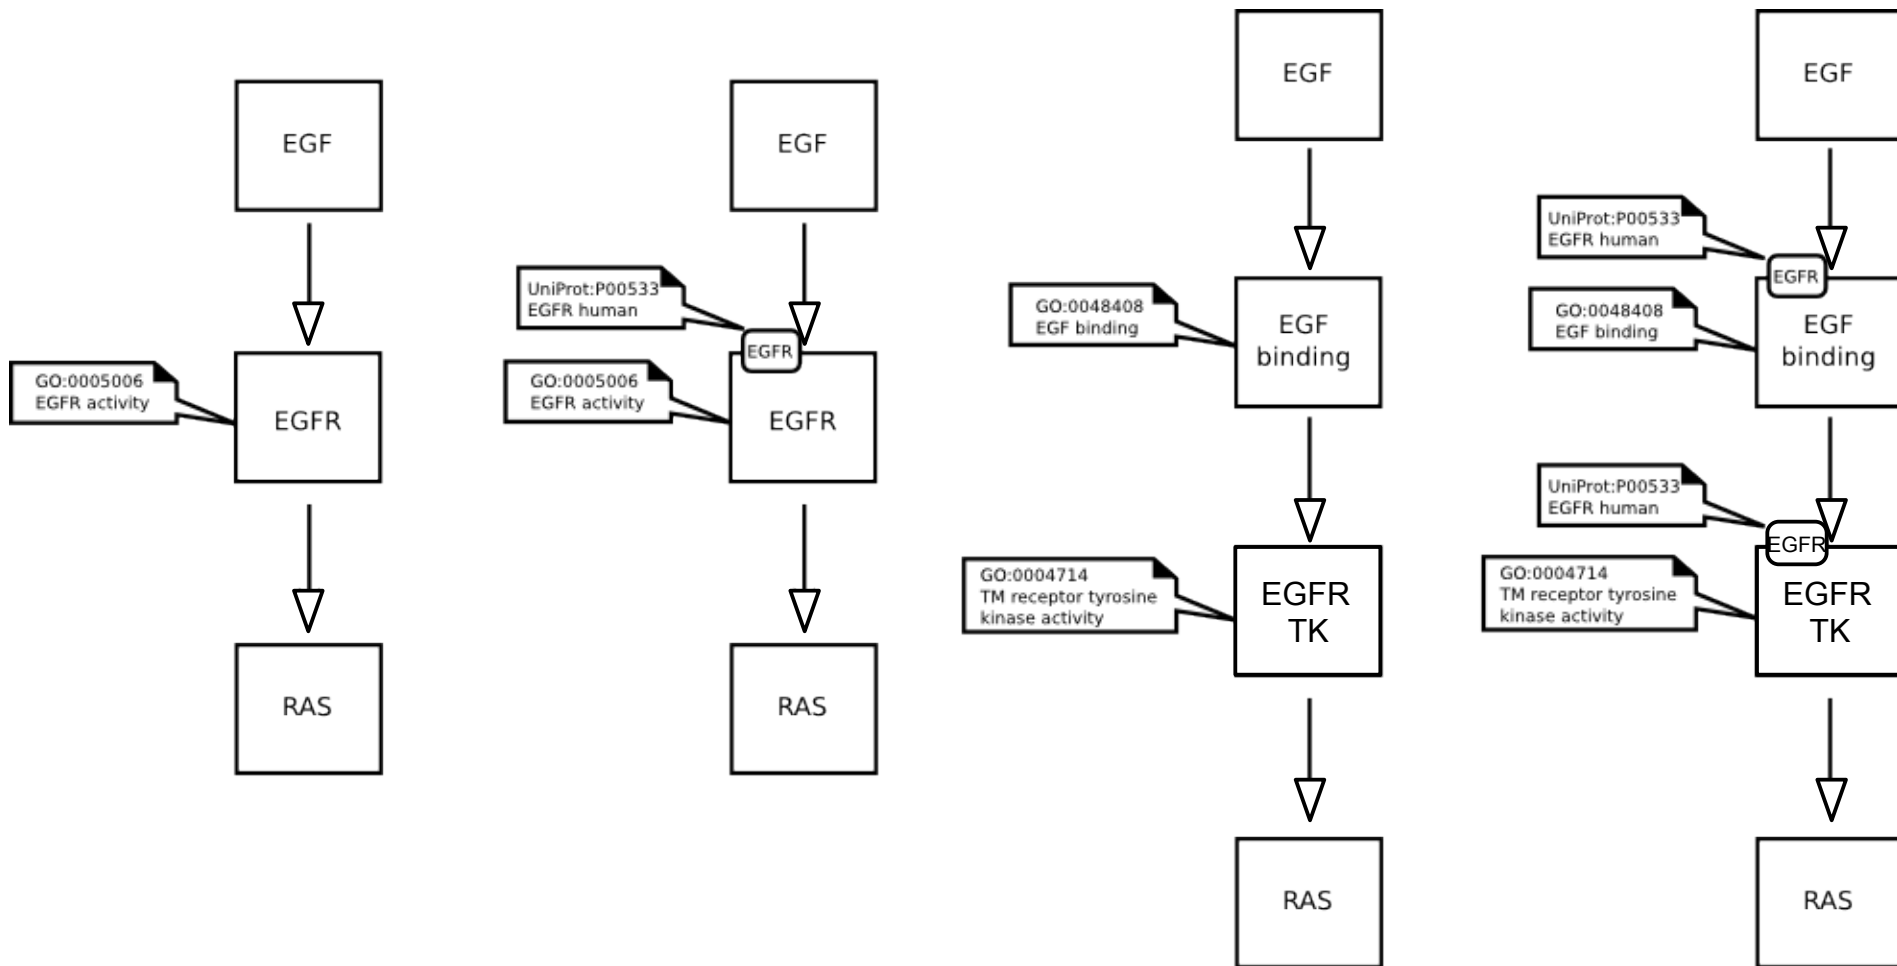 EGF
GO:0005006
EGFR activity
EGFR
RAS
EGF
UniProt:P00533
EGFR human
EGFR
GO:0005006
EGFR activity
EGFR
RAS
EGF
GO:0048408
EGF binding
EGF
binding
GO:0004714
TM receptor tyrosine
kinase activity
EGFR
TK
RAS
EGF
UniProt:P00533
EGFR human
EGFR
GO:0048408
EGF binding
EGF
binding
UniProt:P00533
EGFR human
EGFR
GO:0004714
TM receptor tyrosine
kinase activity
EGFR
TK
RAS